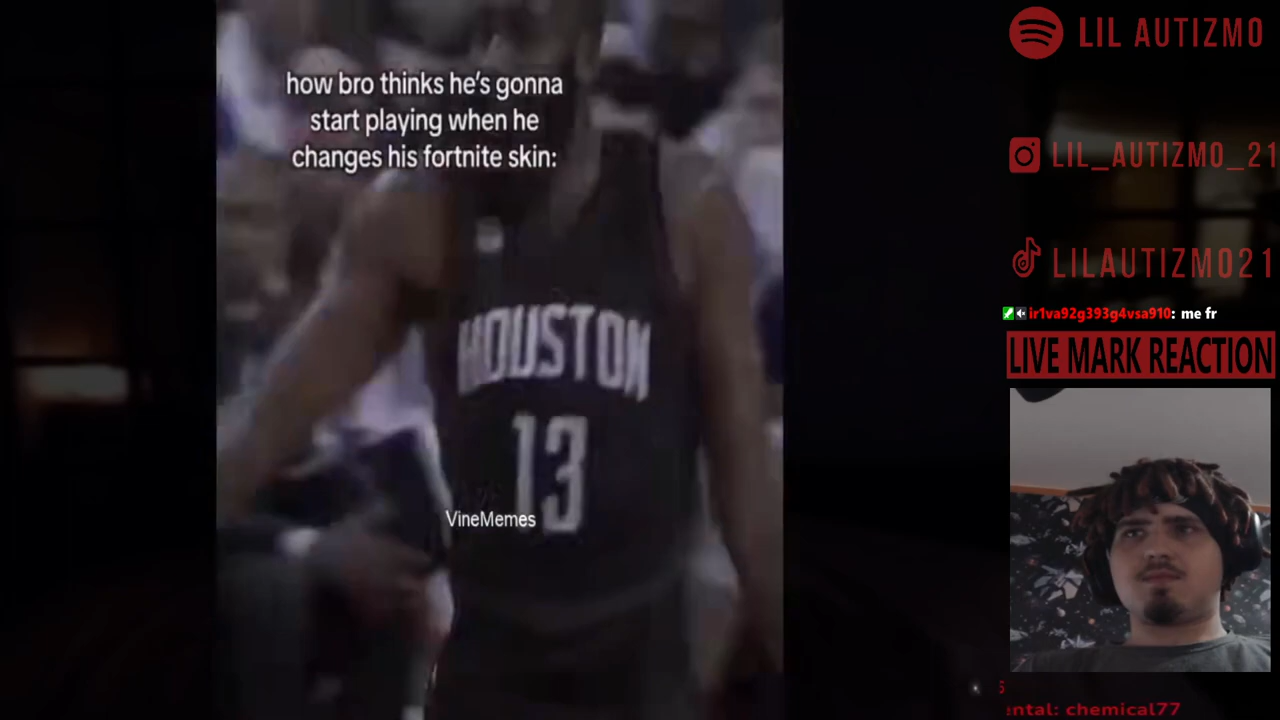 how bro thinks he's gonna
start playing when he
changes his fortnite skin:
HOUSTON
13
VineMemes
LIL AUTIZMO
LIL_AUTIZMO_21
LILAUTIZMO21
ir1va92g393g4vsa910: me fr
LIVE MARK REACTION
ental: chemical77